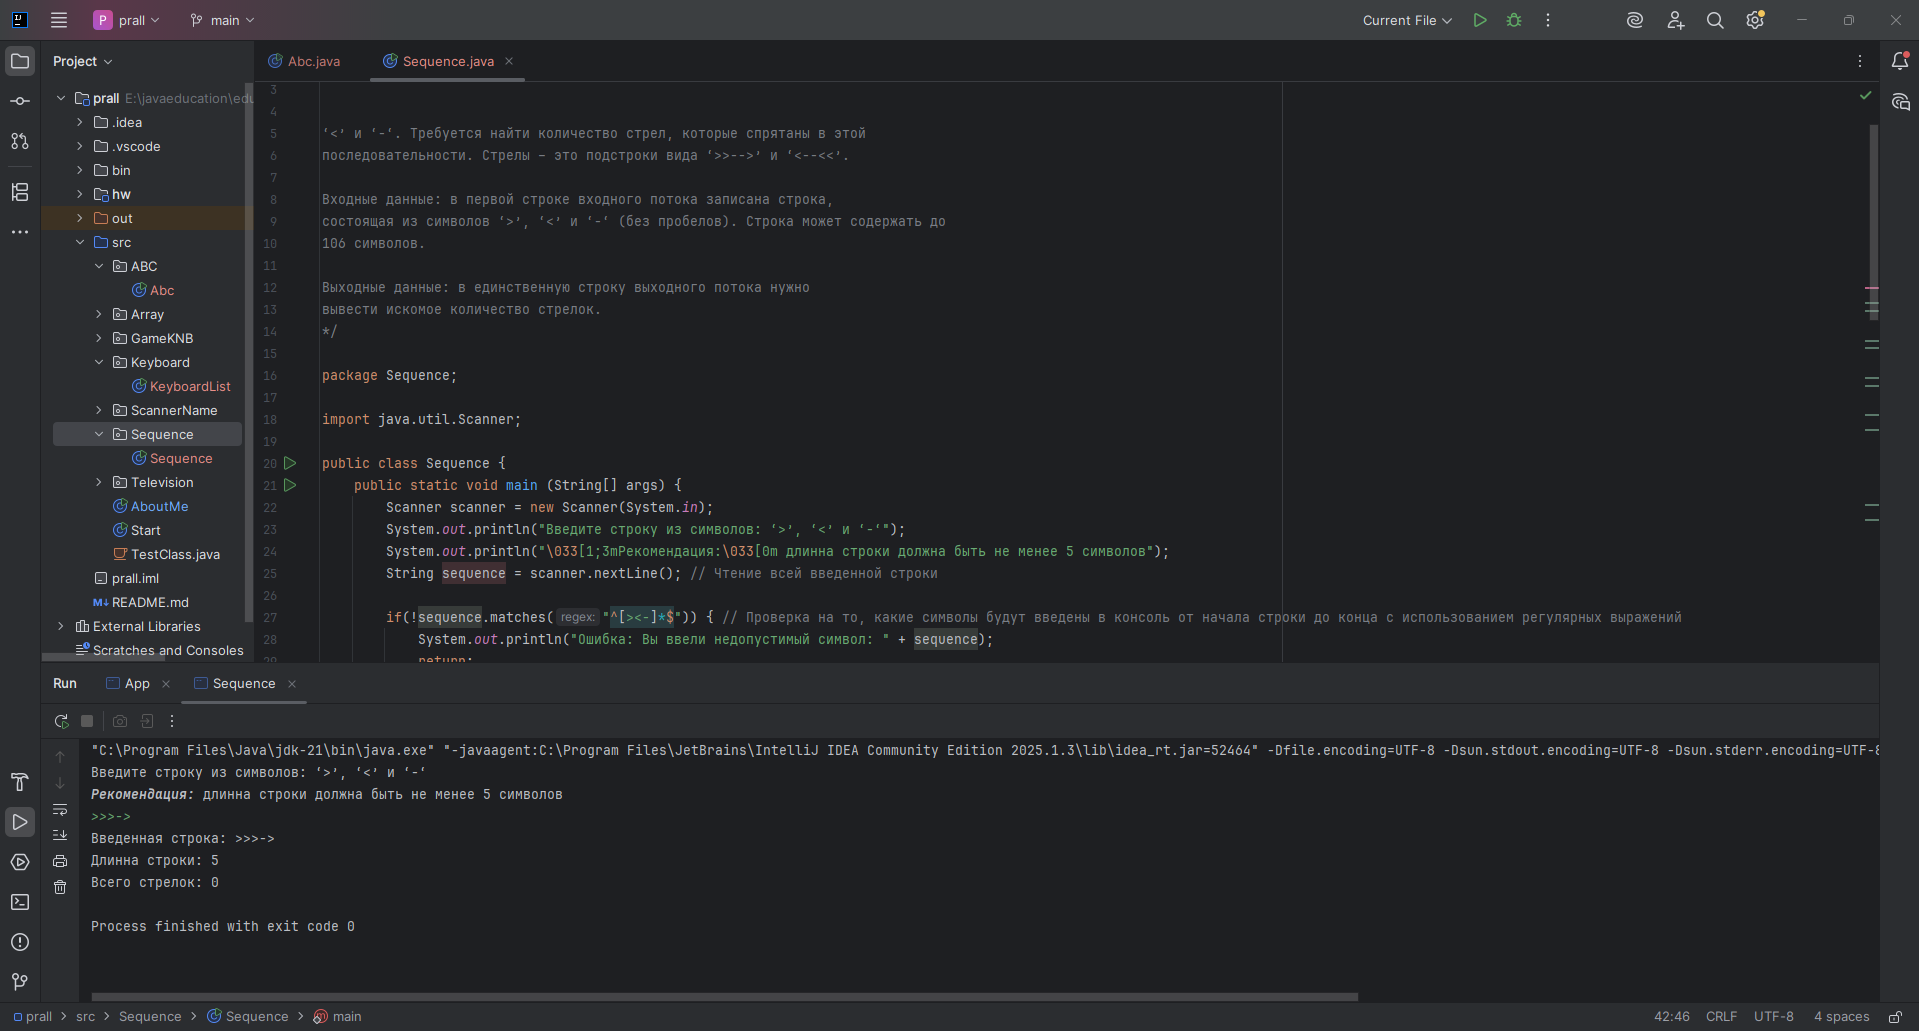 prall
main
Current File
Project
Abc.java
Sequence.java
prall E:\javaeducation\edu
.idea
.vscode
bin
hw
out
src
ABC
Abc
Array
GameKNB
Keyboard
KeyboardList
ScannerName
Sequence
Sequence
Television
AboutMe
Start
TestClass.java
prall.iml
README.md
External Libraries
Scratches and Consoles
3
4
5 ‘<’ и ‘-‘. Требуется найти количество стрел, которые спрятаны в этой
6 последовательности. Стрелы – это подстроки вида ‘>>-->’ и ‘<--<<’.
7
8 Входные данные: в первой строке входного потока записана строка,
9 состоящая из символов ‘>’, ‘<’ и ‘-‘ (без пробелов). Строка может содержать до
10 106 символов.
11
12 Выходные данные: в единственную строку выходного потока нужно
13 вывести искомое количество стрелок.
14 */
15
16 package Sequence;
17
18 import java.util.Scanner;
19
20 public class Sequence {
21 public static void main (String[] args) {
22 Scanner scanner = new Scanner(System.in);
23 System.out.println("Введите строку из символов: ‘>’, ‘<’ и ‘-‘");
24 System.out.println("\033[1;3mРекомендация:\033[0m длинна строки должна быть не менее 5 символов");
25 String sequence = scanner.nextLine(); // Чтение всей введенной строки
26
27 if(!sequence.matches( regex: "^[><-]*$")) { // Проверка на то, какие символы будут введены в консоль от начала строки до конца с использованием регулярных выражений
28 System.out.println("Ошибка: Вы ввели недопустимый символ: " + sequence);
29 return;
Run
App
Sequence
"C:\Program Files\Java\jdk-21\bin\java.exe" "-javaagent:C:\Program Files\JetBrains\IntelliJ IDEA Community Edition 2025.1.3\lib\idea_rt.jar=52464" -Dfile.encoding=UTF-8 -Dsun.stdout.encoding=UTF-8 -Dsun.stderr.encoding=UTF-8
Введите строку из символов: ‘>’, ‘<’ и ‘-‘
Рекомендация: длинна строки должна быть не менее 5 символов
>>>->
Введенная строка: >>>->
Длинна строки: 5
Всего стрелок: 0
Process finished with exit code 0
prall > src > Sequence > Sequence > main
42:46 CRLF UTF-8 4 spaces